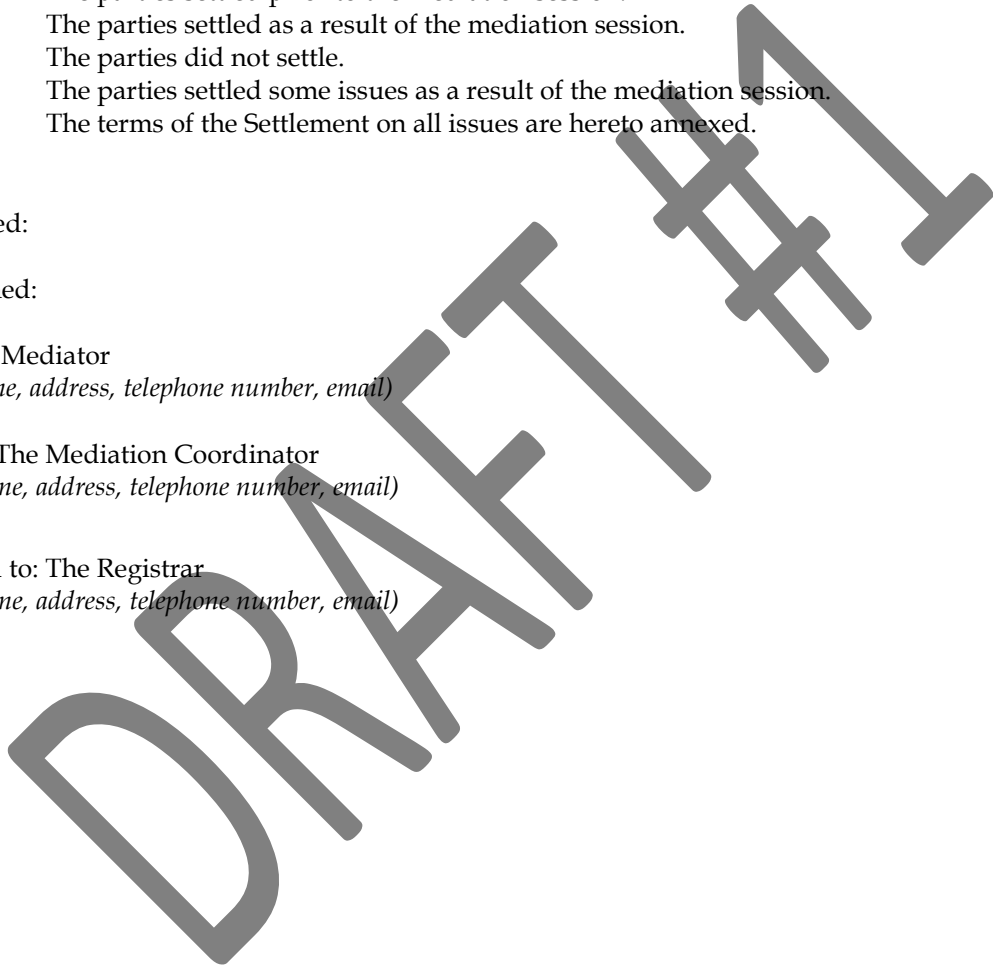 The parties settled as a result of the mediation session.
The parties did not settle.
The parties settled some issues as a result of the mediation session.
The terms of the Settlement on all issues are hereto annexed.
Mediator
address, telephone number, email)
The Mediation Coordinator
address, telephone number, email)
to: The Registrar
address, telephone number, email)
DRAFT #1